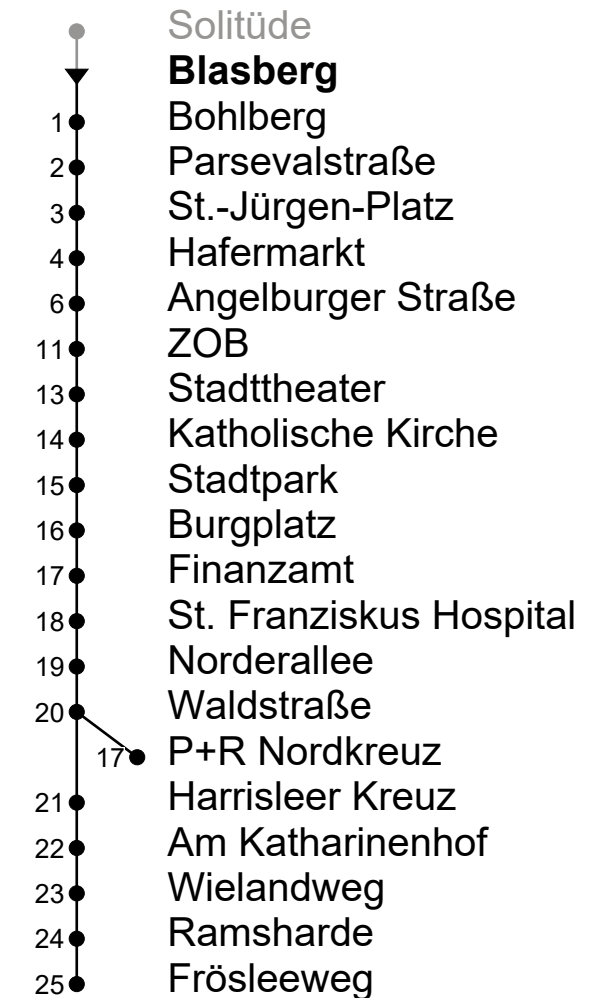 Solitüde
Blasberg
1 Bohlberg
2 Parsevalstraße
3 St.-Jürgen-Platz
4 Hafermarkt
6 Angelburger Straße
11 ZOB
13 Stadttheater
14 Katholische Kirche
15 Stadtpark
16 Burgplatz
17 Finanzamt
18 St. Franziskus Hospital
19 Norderallee
20 Waldstraße
17 P+R Nordkreuz
21 Harrisleer Kreuz
22 Am Katharinenhof
23 Wielandweg
24 Ramsharde
25 Frösleeweg